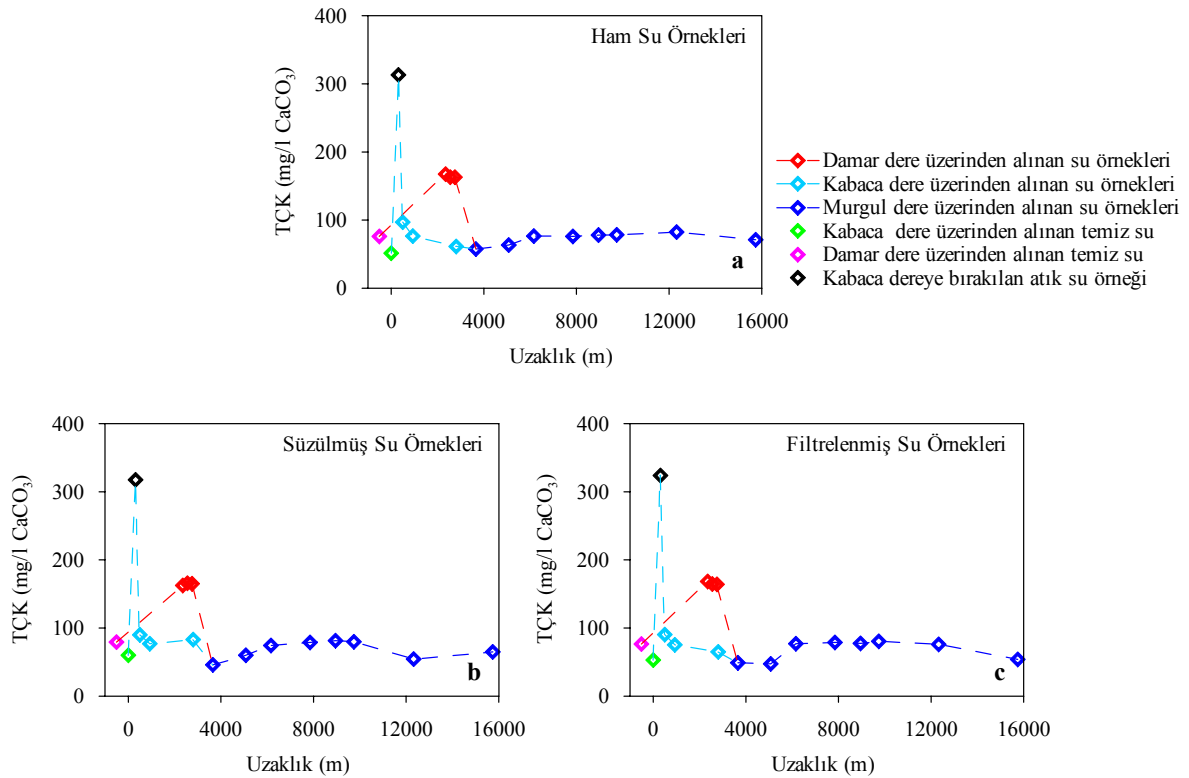 Ham Su Örnekleri
TÇK (mg/l CaCO₃)
400
300
200
100
0
a
0 4000 8000 12000 16000
Uzaklık (m)
Damar dere üzerinden alınan su örnekleri
Kabaca dere üzerinden alınan su örnekleri
Murgul dere üzerinden alınan su örnekleri
Kabaca dere üzerinden alınan temiz su
Damar dere üzerinden alınan temiz su
Kabaca dereye bırakılan atık su örneği
Süzülmüş Su Örnekleri
TÇK (mg/l CaCO₃)
400
300
200
100
0
b
0 4000 8000 12000 16000
Uzaklık (m)
Filtrelenmiş Su Örnekleri
TÇK (mg/l CaCO₃)
400
300
200
100
0
c
0 4000 8000 12000 16000
Uzaklık (m)